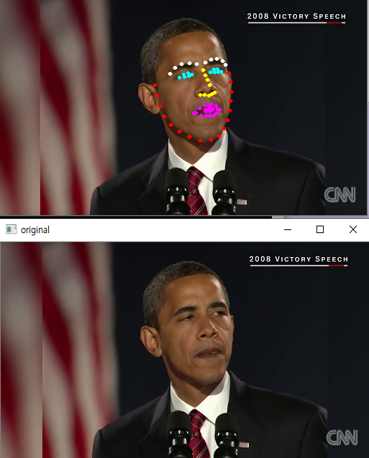 2008 VICTORY SPEECH
CNN
original
2008 VICTORY SPEECH
CNN